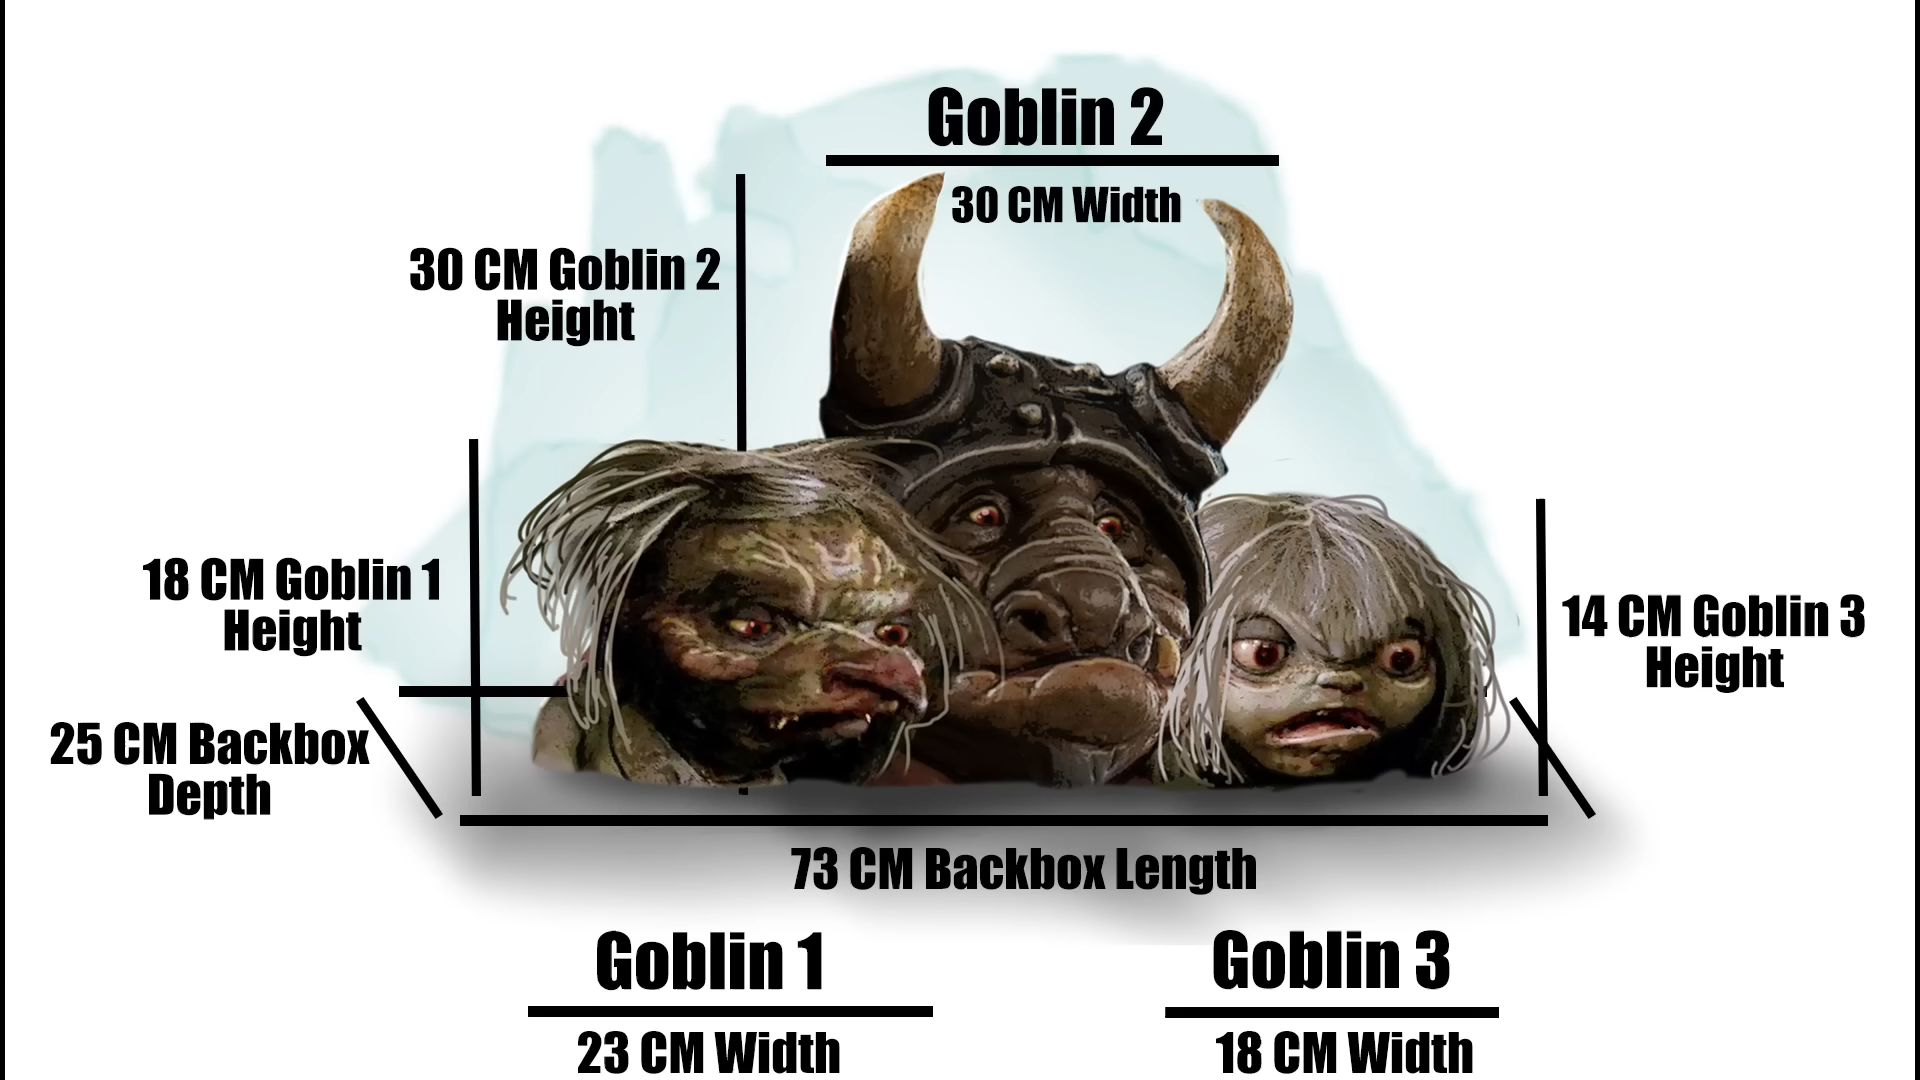 Goblin 2
30 CM Width
30 CM Goblin 2
Height
18 CM Goblin 1
Height
14 CM Goblin 3
Height
25 CM Backbox
Depth
73 CM Backbox Length
Goblin 1
23 CM Width
Goblin 3
18 CM Width